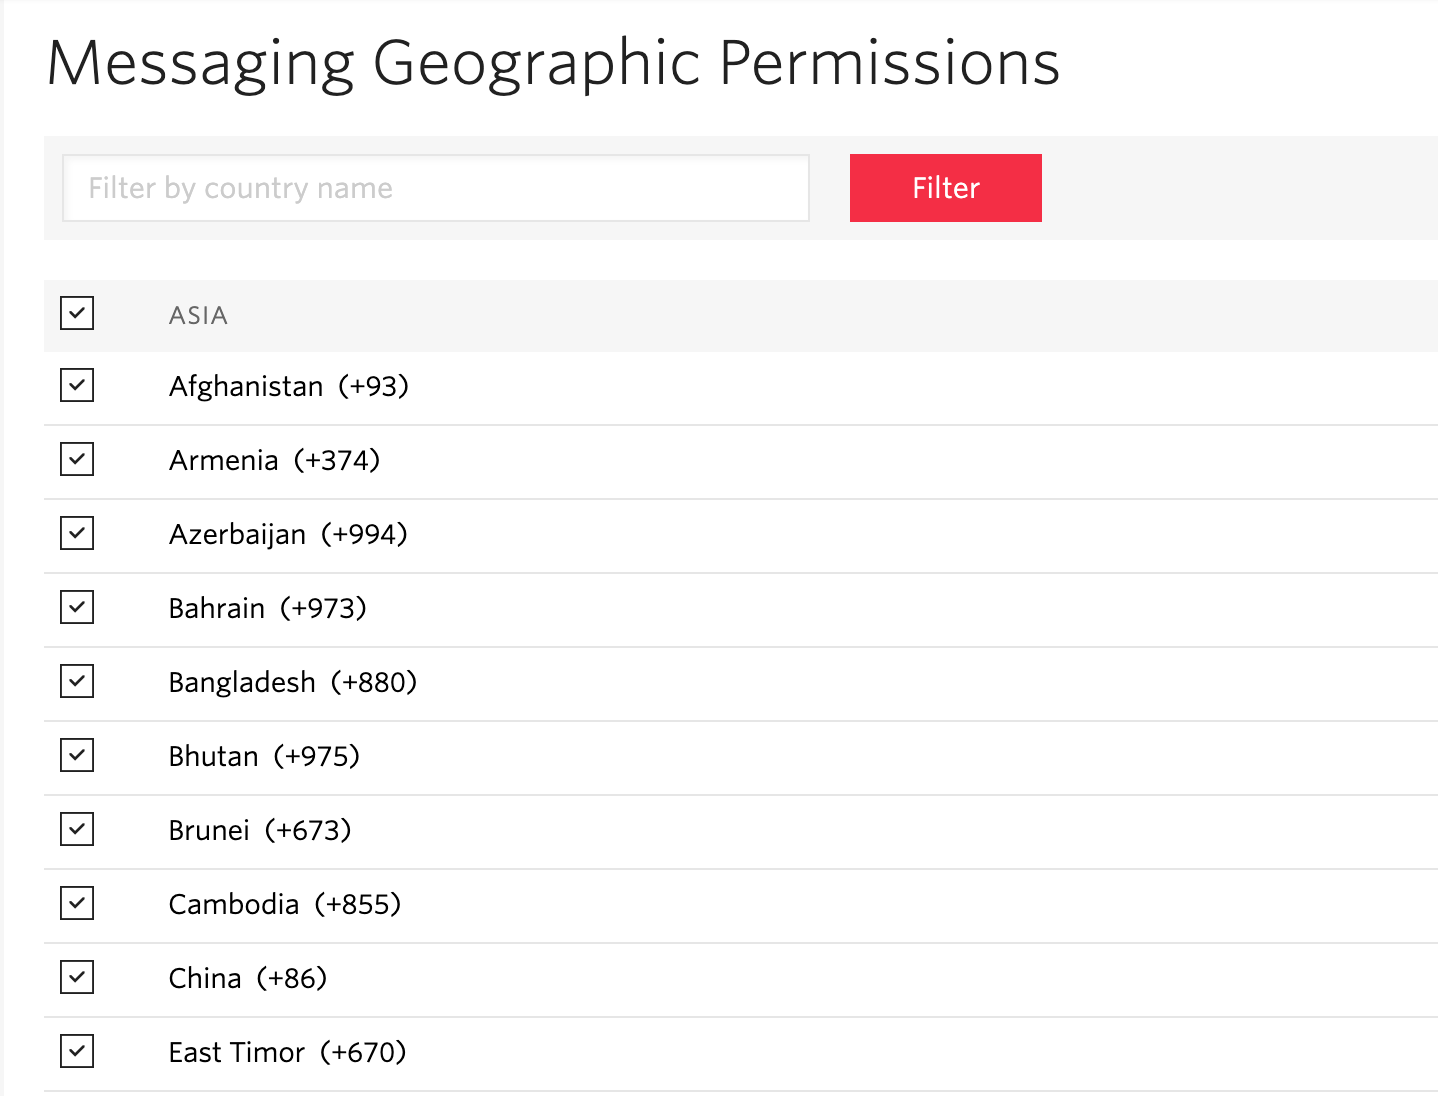 Messaging Geographic Permissions
Filter by country name
Filter
ASIA
Afghanistan (+93)
Armenia (+374)
Azerbaijan (+994)
Bahrain (+973)
Bangladesh (+880)
Bhutan (+975)
Brunei (+673)
Cambodia (+855)
China (+86)
East Timor (+670)